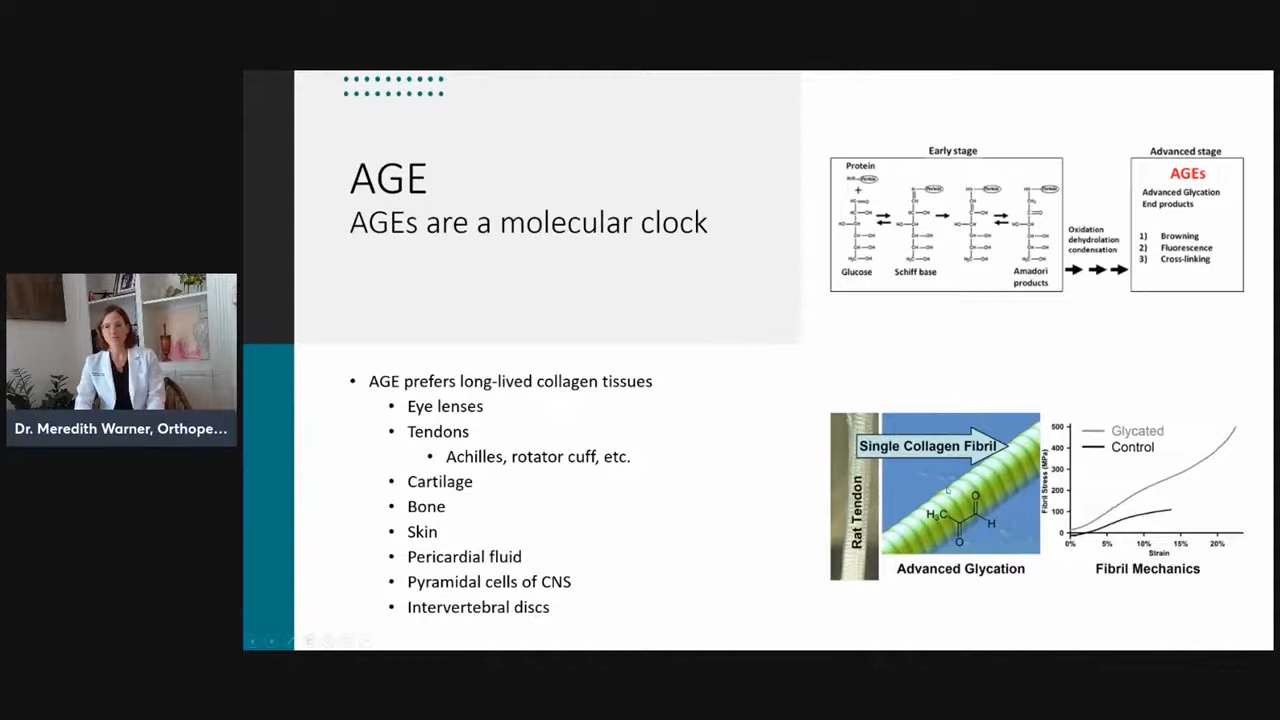 AGE
AGEs are a molecular clock
• AGE prefers long-lived collagen tissues
• Eye lenses
• Tendons
• Achilles, rotator cuff, etc.
• Cartilage
• Bone
• Skin
• Pericardial fluid
• Pyramidal cells of CNS
• Intervertebral discs
Early stage
Protein
+
Glucose
Schiff base
Amadori
products
Oxidation
dehydrolation
condensation
Advanced stage
AGEs
Advanced Glycation
End products
1) Browning
2) Fluorescence
3) Cross-linking
Rat Tendon
Single Collagen Fibril
H₃C
O
H
O
Advanced Glycation
Glycated
Control
Fibril Stress (MPa)
500
400
300
200
100
0
0% 5% 10% 15% 20%
Strain
Fibril Mechanics
Dr. Meredith Warner, Orthope...